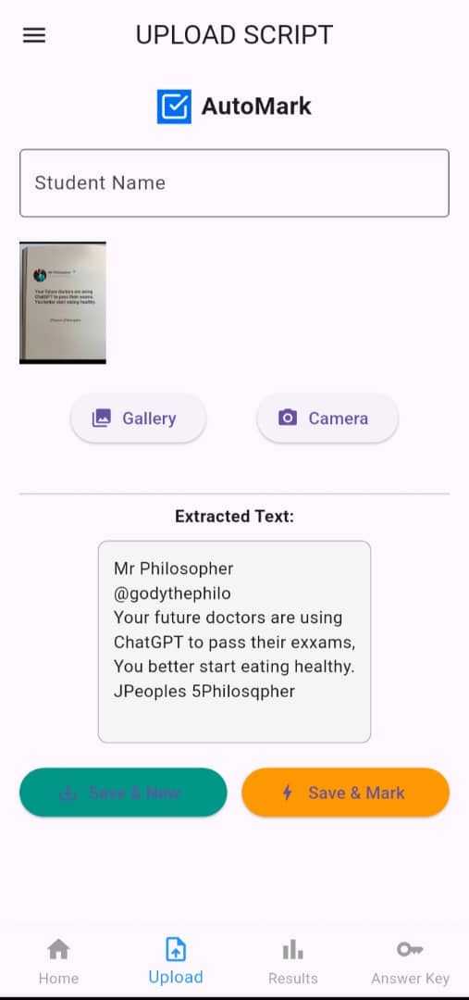 UPLOAD SCRIPT
AutoMark
Student Name
Mr Philosopher
Your future doctors are using
ChatGPT to pass their exams.
You better start eating healthy.
Gallery
Camera
Extracted Text:
Mr Philosopher
@godythephilo
Your future doctors are using
ChatGPT to pass their exxams,
You better start eating healthy.
JPeoples 5Philosqpher
Save & New
Save & Mark
Home
Upload
Results
Answer Key